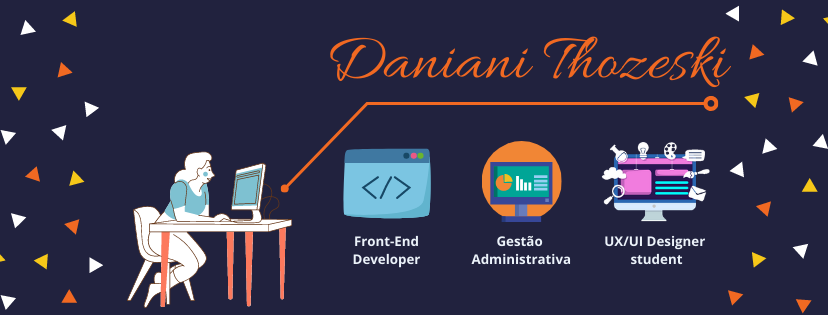 Daniani Thozeski
</>
Front-End
Developer
Gestão
Administrativa
UX/UI Designer
student